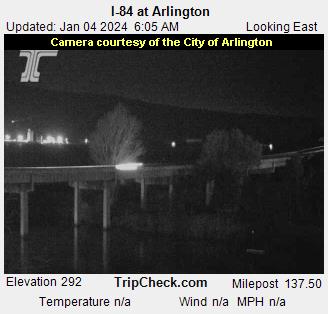 I-84 at Arlington
Updated: Jan 04 2024 6:05 AM Looking East
Camera courtesy of the City of Arlington
Elevation 292 TripCheck.com Milepost 137.50
Temperature n/a Wind n/a MPH n/a